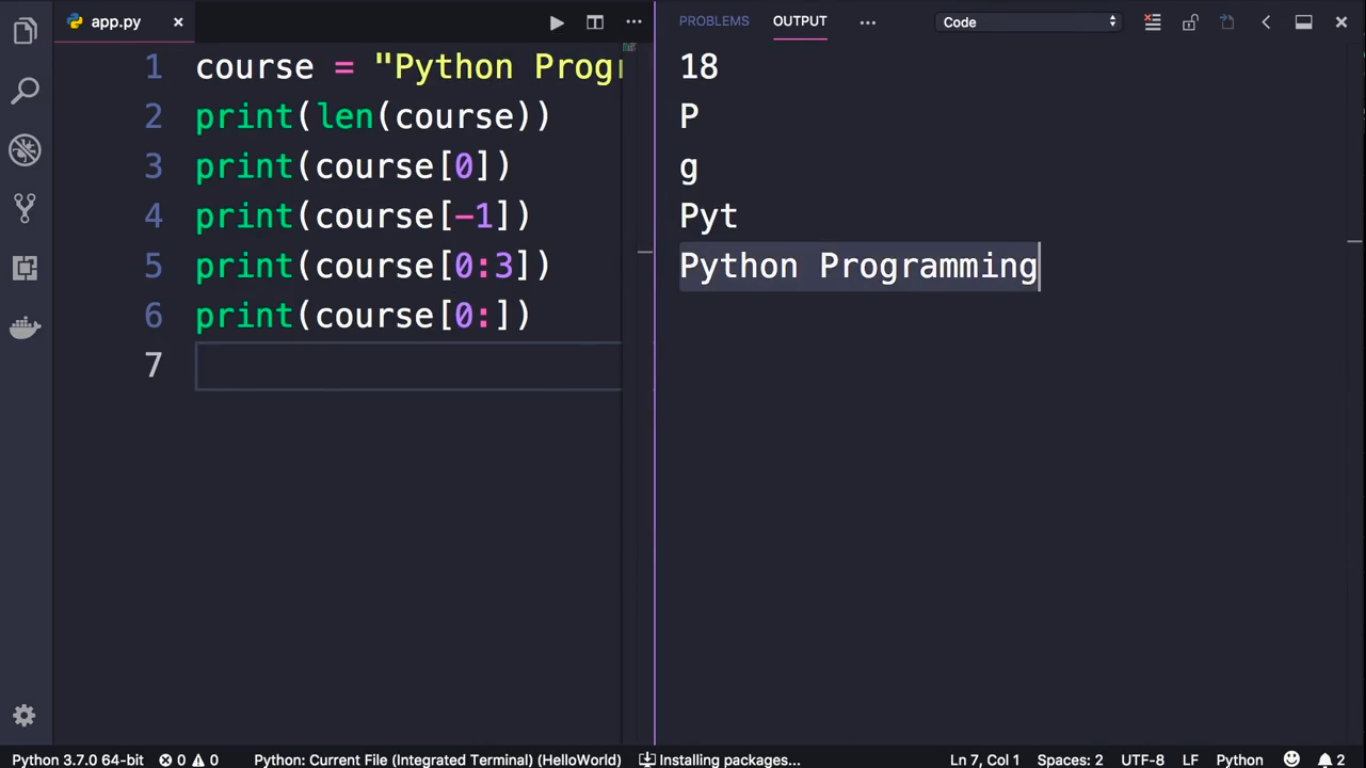 app.py
1 course = "Python Progr
2 print(len(course))
3 print(course[0])
4 print(course[-1])
5 print(course[0:3])
6 print(course[0:])
7
PROBLEMS OUTPUT ... Code
18
P
g
Pyt
Python Programming
Python 3.7.0 64-bit 0 0 Python: Current File (Integrated Terminal) (HelloWorld) Installing packages... Ln 7, Col 1 Spaces: 2 UTF-8 LF Python 2